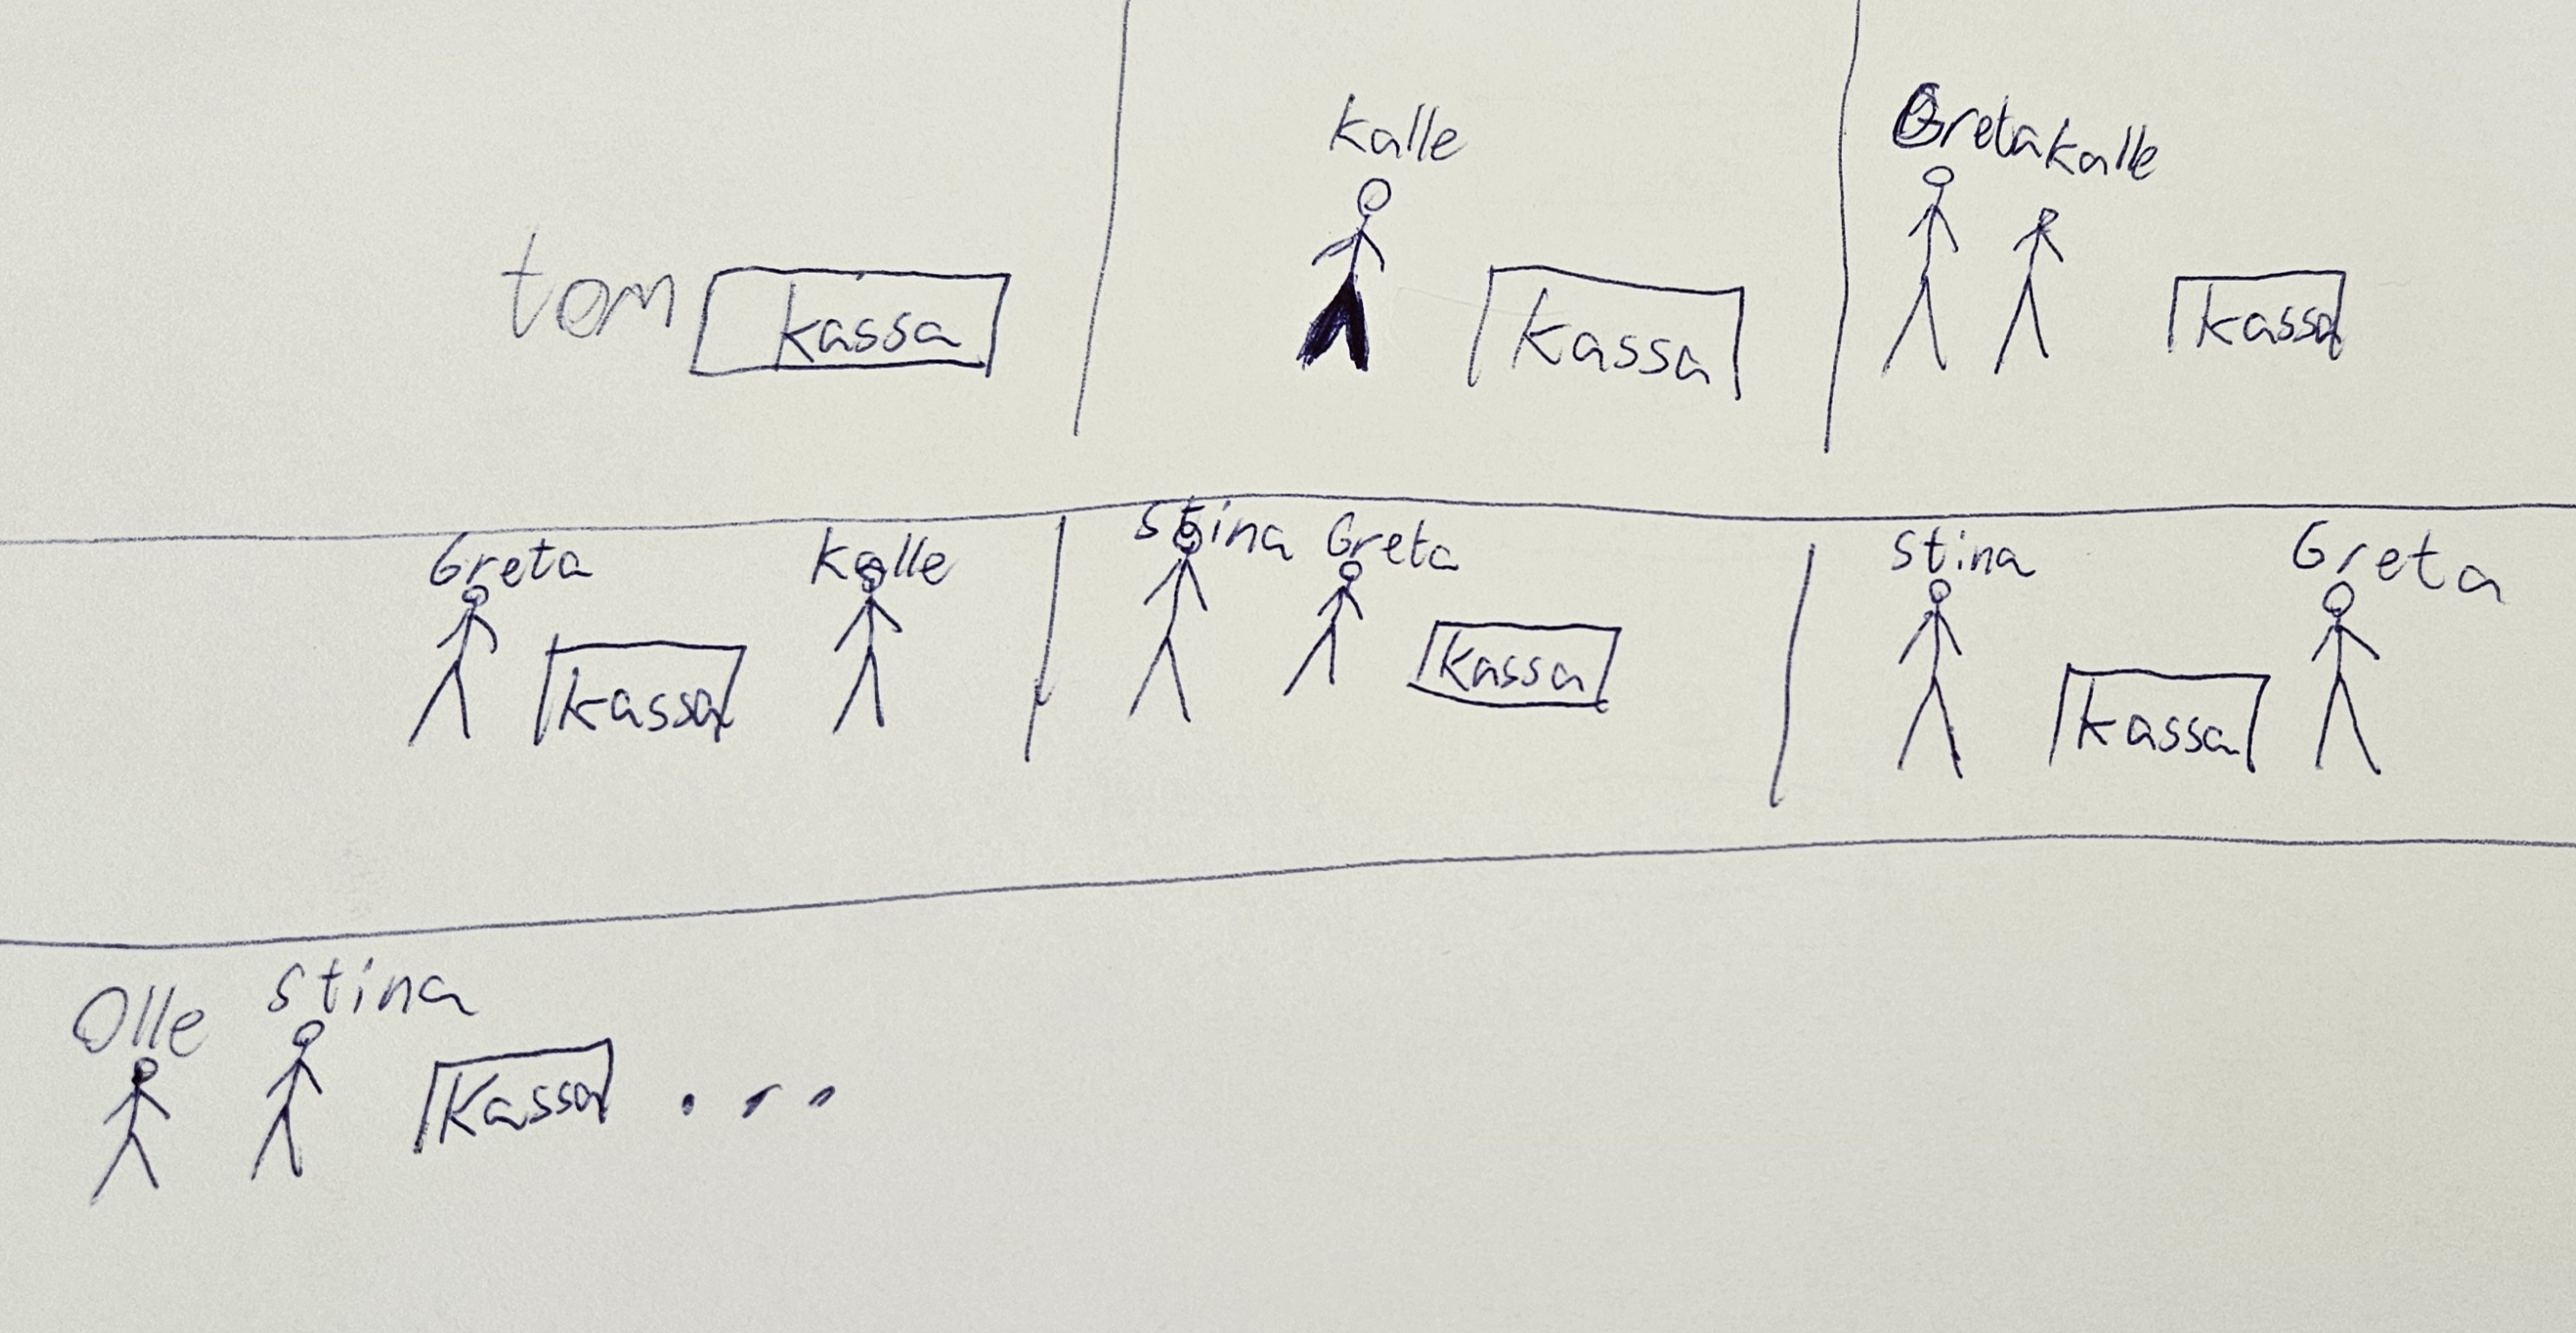 tom kassa
Kalle
Kassa
Greta Kalle
kassa
Greta Kalle
kassa
Stina Greta
Kassa
Stina Greta
kassa
Olle Stina
Kassa ...